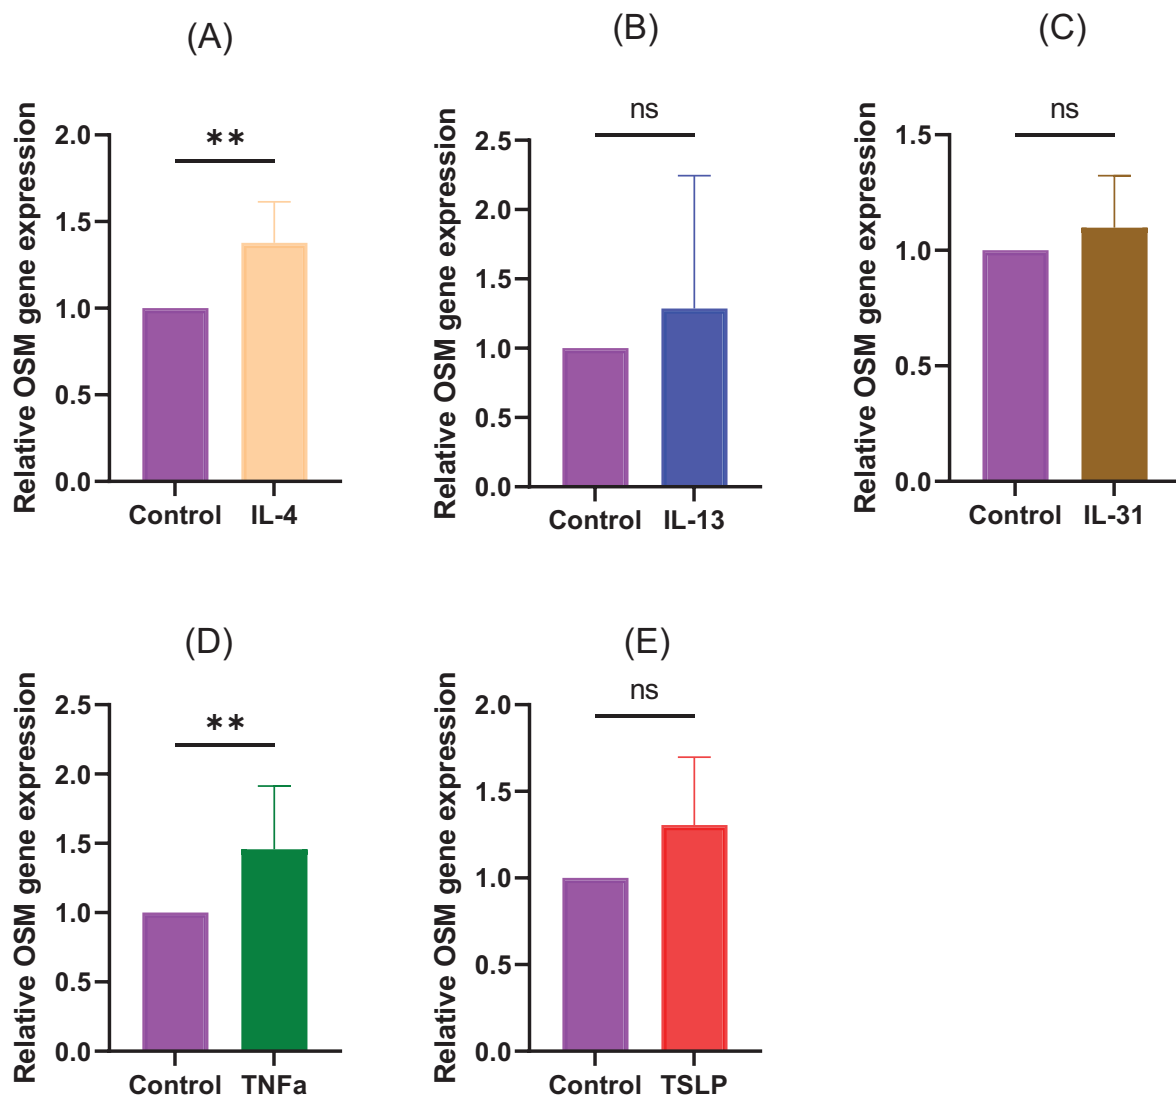 (A)
Relative OSM gene expression
**
2.0
1.5
1.0
0.5
0.0
Control IL-4
(B)
Relative OSM gene expression
ns
2.5
2.0
1.5
1.0
0.5
0.0
Control IL-13
(C)
Relative OSM gene expression
ns
1.5
1.0
0.5
0.0
Control IL-31
(D)
Relative OSM gene expression
**
2.5
2.0
1.5
1.0
0.5
0.0
Control TNFa
(E)
Relative OSM gene expression
ns
2.0
1.5
1.0
0.5
0.0
Control TSLP